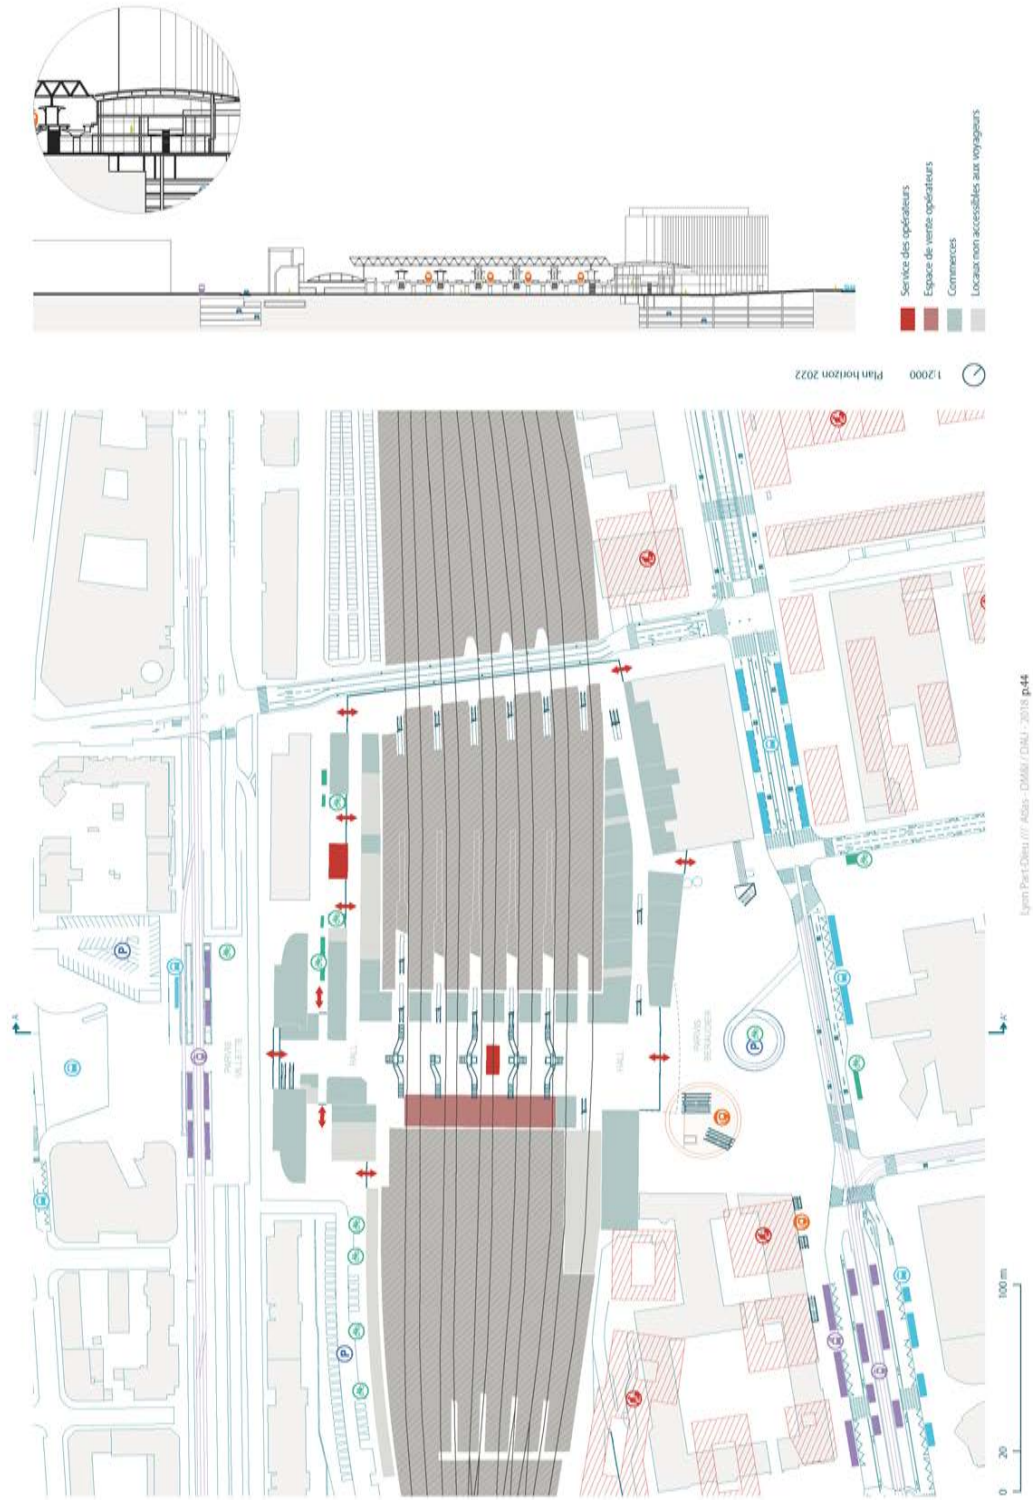 Service des opérateurs
Espace de vente opérateurs
Commerces
Locaux non accessibles aux voyageurs
Plan horizon 2022
1:2000
A
PARVIS
VILLETTE
HALL
HALL
PARVIS
BERAUDIER
A'
P
P
P
0
20
100 m
Lyon Part-Dieu //// Atlas - DM&I / DAU - 2018 p.44